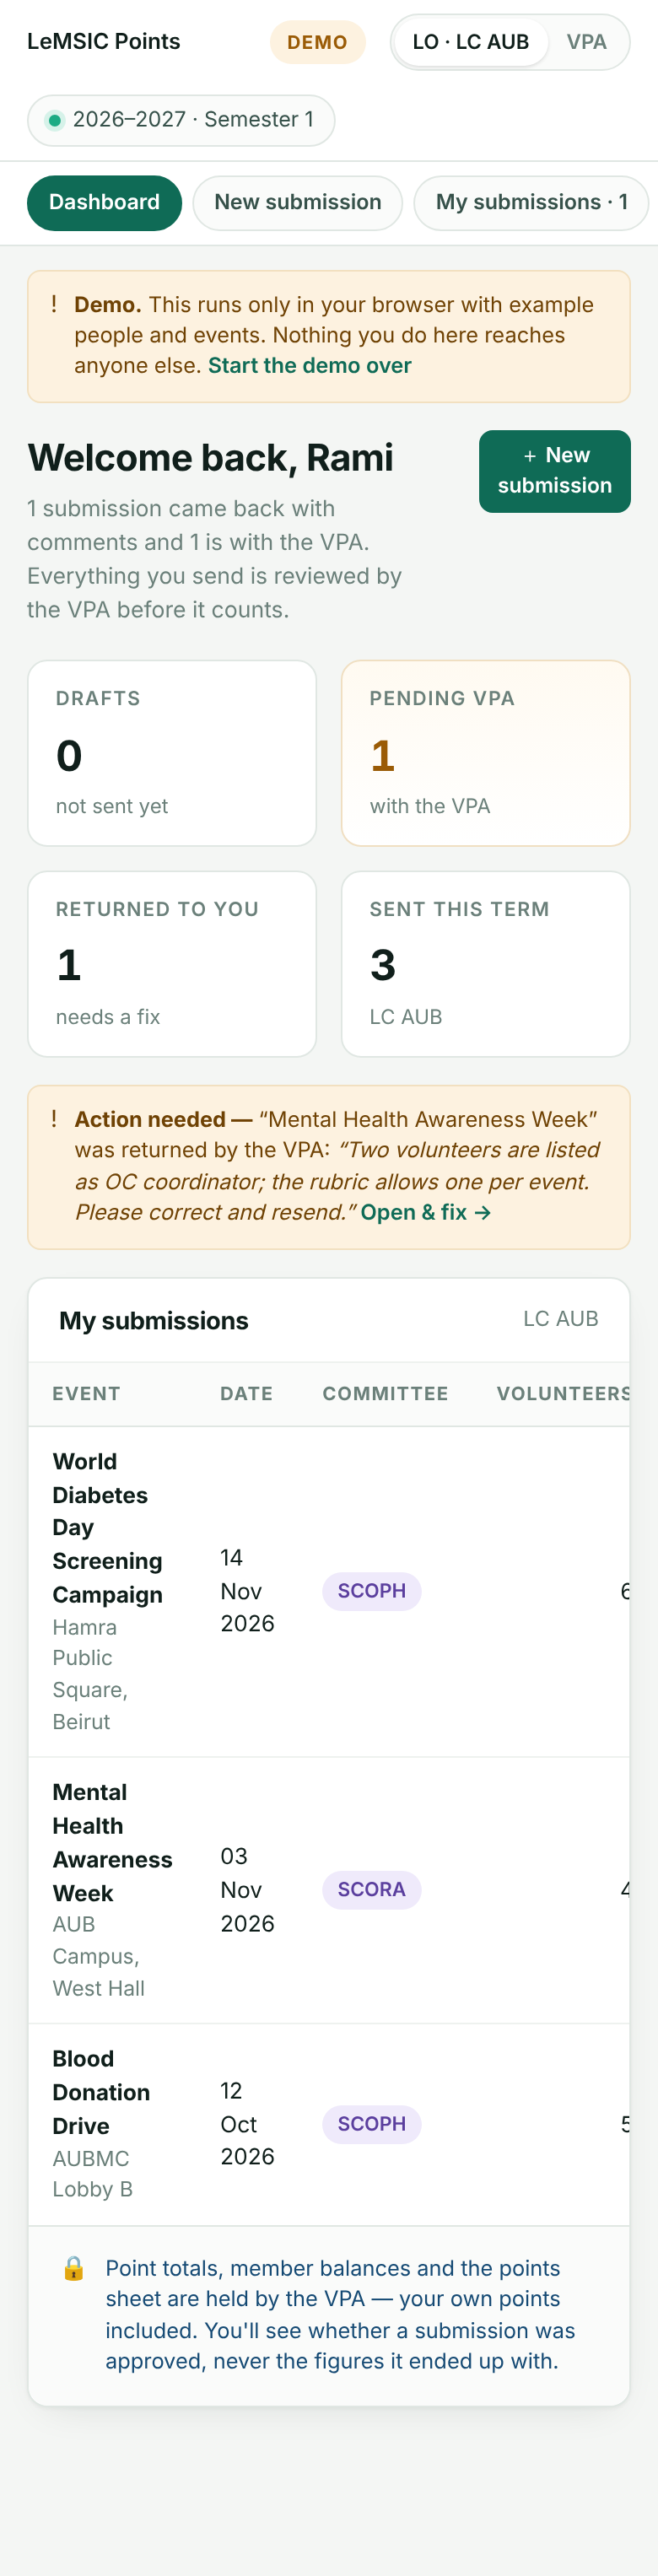 LeMSIC Points
DEMO
LO · LC AUB
VPA
2026–2027 · Semester 1
Dashboard
New submission
My submissions · 1
! Demo. This runs only in your browser with example
people and events. Nothing you do here reaches
anyone else. Start the demo over
Welcome back, Rami
+ New
submission
1 submission came back with
comments and 1 is with the VPA.
Everything you send is reviewed by
the VPA before it counts.
DRAFTS
0
not sent yet
PENDING VPA
1
with the VPA
RETURNED TO YOU
1
needs a fix
SENT THIS TERM
3
LC AUB
! Action needed — “Mental Health Awareness Week”
was returned by the VPA: “Two volunteers are listed
as OC coordinator; the rubric allows one per event.
Please correct and resend.” Open & fix →
My submissions
LC AUB
EVENT
DATE
COMMITTEE
VOLUNTEERS
World
Diabetes
Day
Screening
Campaign
Hamra
Public
Square,
Beirut
14
Nov
2026
SCOPH
6
Mental
Health
Awareness
Week
AUB
Campus,
West Hall
03
Nov
2026
SCORA
4
Blood
Donation
Drive
AUBMC
Lobby B
12
Oct
2026
SCOPH
5
Point totals, member balances and the points
sheet are held by the VPA — your own points
included. You'll see whether a submission was
approved, never the figures it ended up with.